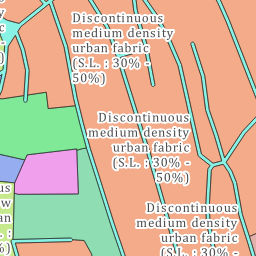 Discontinuous
medium density
urban fabric
(S.L. : 30% -
50%)
Discontinuous
medium density
urban fabric
(S.L. : 30% -
50%)
Discontinuous
medium density
urban fabric
(S.L. : 30% -